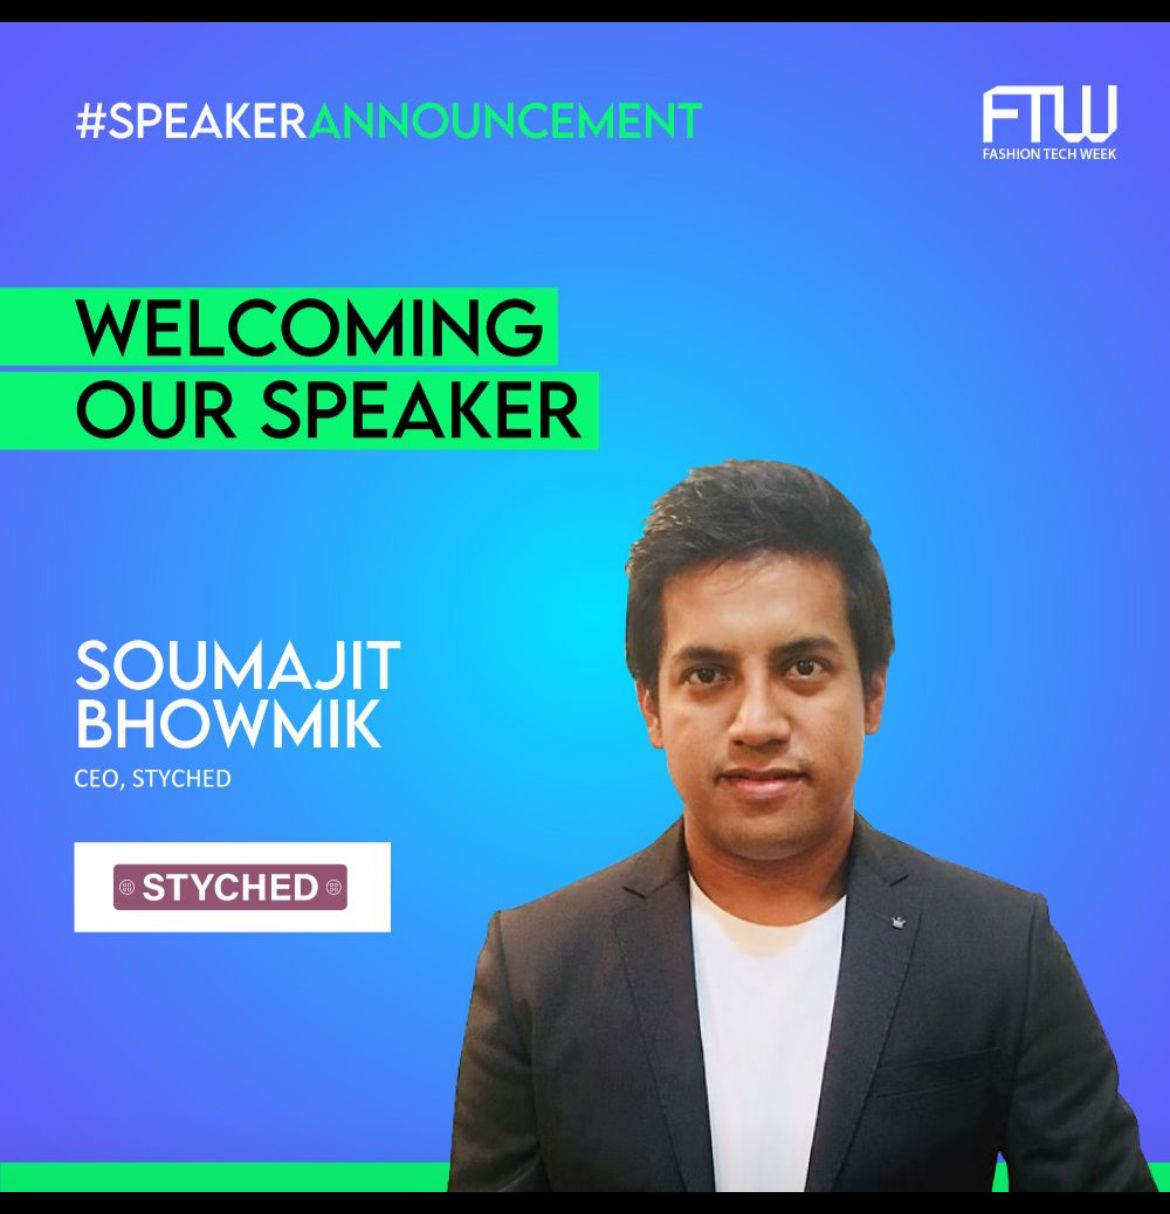 #SPEAKERANNOUNCEMENT
FTW
FASHION TECH WEEK
WELCOMING
OUR SPEAKER
SOUMAJIT
BHOWMIK
CEO, STYCHED
STYCHED